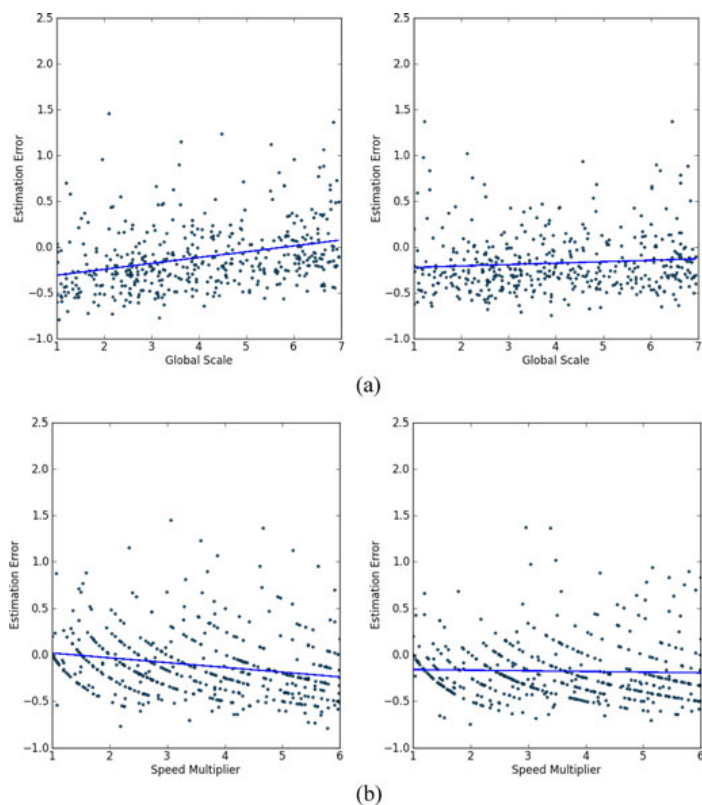 2.5 2.5
2.0 2.0
1.5 1.5
1.0 1.0
Estimation Error Estimation Error
0.5 0.5
0.0 0.0
−0.5 −0.5
−1.0 −1.0
1 2 3 4 5 6 7 1 2 3 4 5 6 7
Global Scale Global Scale
(a)
2.5 2.5
2.0 2.0
1.5 1.5
1.0 1.0
Estimation Error Estimation Error
0.5 0.5
0.0 0.0
−0.5 −0.5
−1.0 −1.0
1 2 3 4 5 6 1 2 3 4 5 6
Speed Multiplier Speed Multiplier
(b)